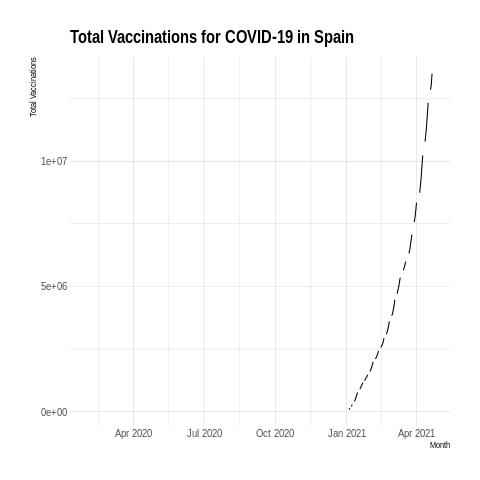 Total Vaccinations for COVID-19 in Spain
Total Vaccinations
1e+07
5e+06
0e+00
Apr 2020 Jul 2020 Oct 2020 Jan 2021 Apr 2021
Month